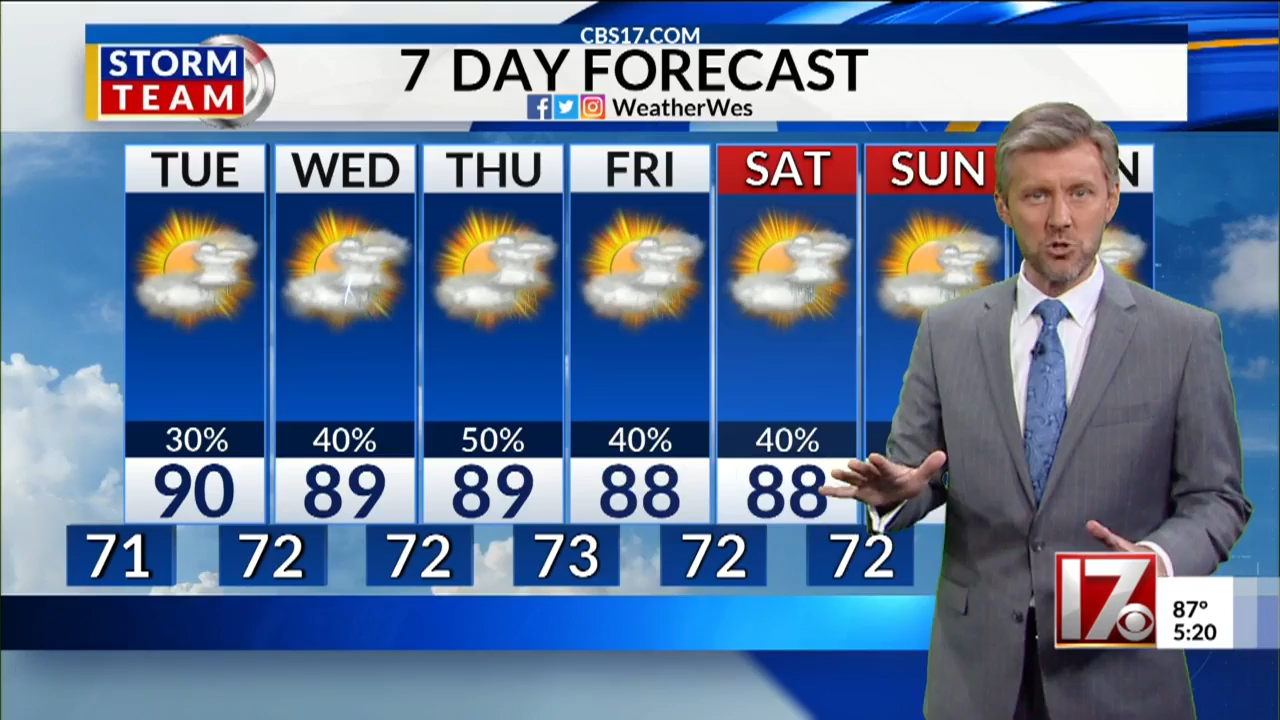 CBS17.COM
STORM
TEAM
7 DAY FORECAST
WeatherWes
TUE WED THU FRI SAT SUN N
30% 40% 50% 40% 40%
90 89 89 88 88
71 72 72 73 72 72
17
87°
5:20